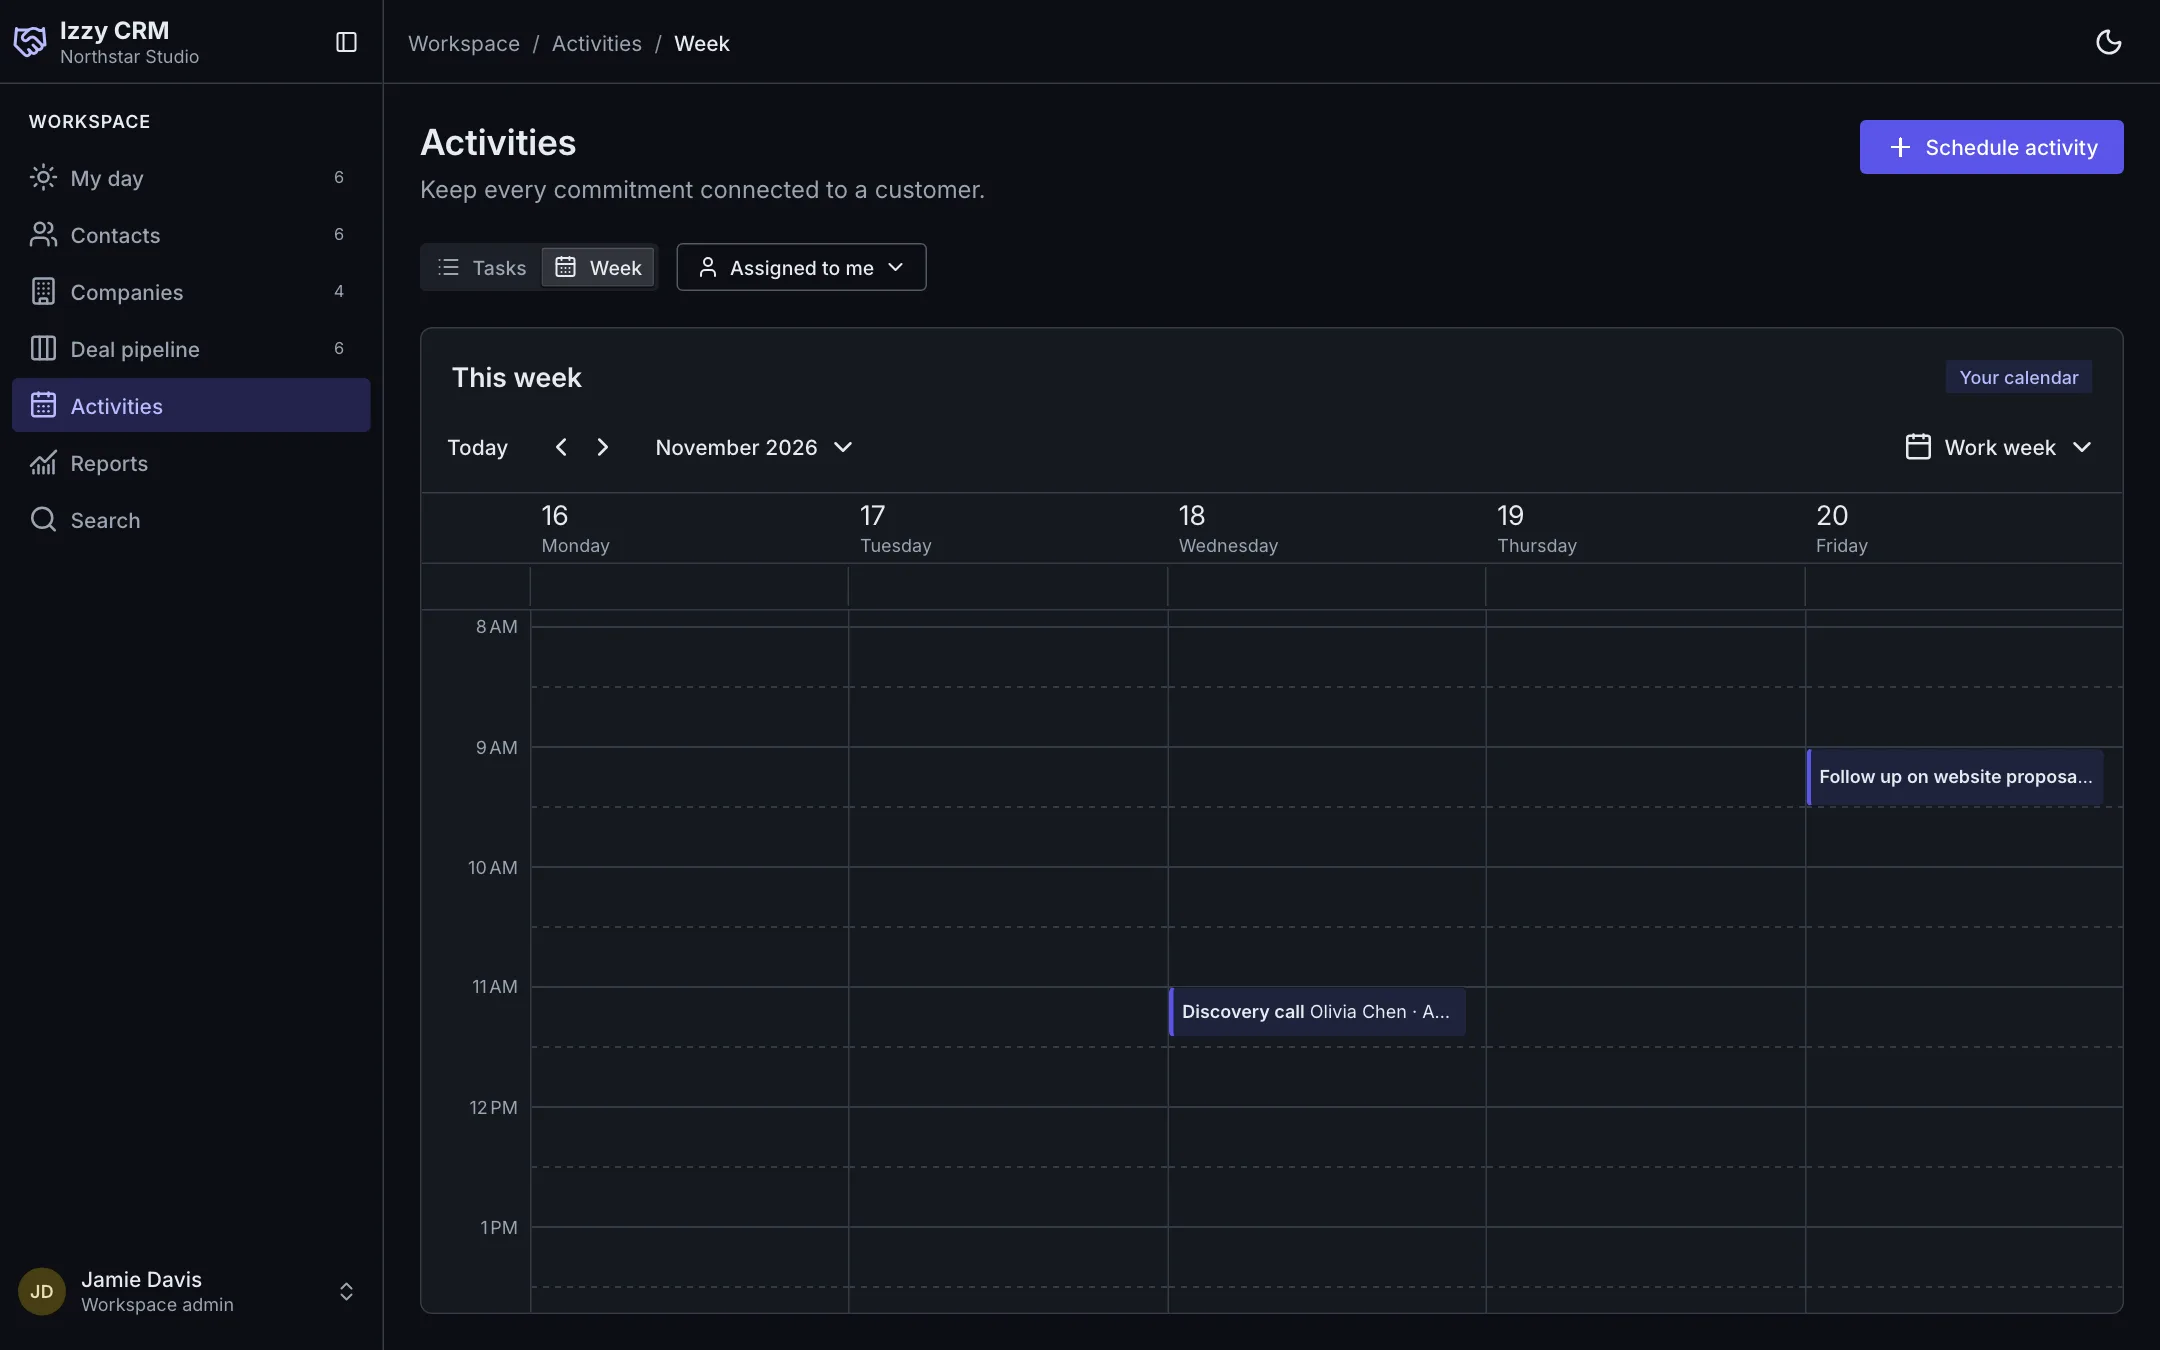 Izzy CRM
Northstar Studio
WORKSPACE
My day 6
Contacts 6
Companies 4
Deal pipeline 6
Activities
Reports
Search
JD
Jamie Davis
Workspace admin
Workspace / Activities / Week
Activities
Keep every commitment connected to a customer.
Schedule activity
Tasks Week Assigned to me
This week
Your calendar
Today November 2026 Work week
16 17 18 19 20
Monday Tuesday Wednesday Thursday Friday
8 AM
9 AM
Follow up on website proposa...
10 AM
11 AM
Discovery call Olivia Chen · A...
12 PM
1 PM